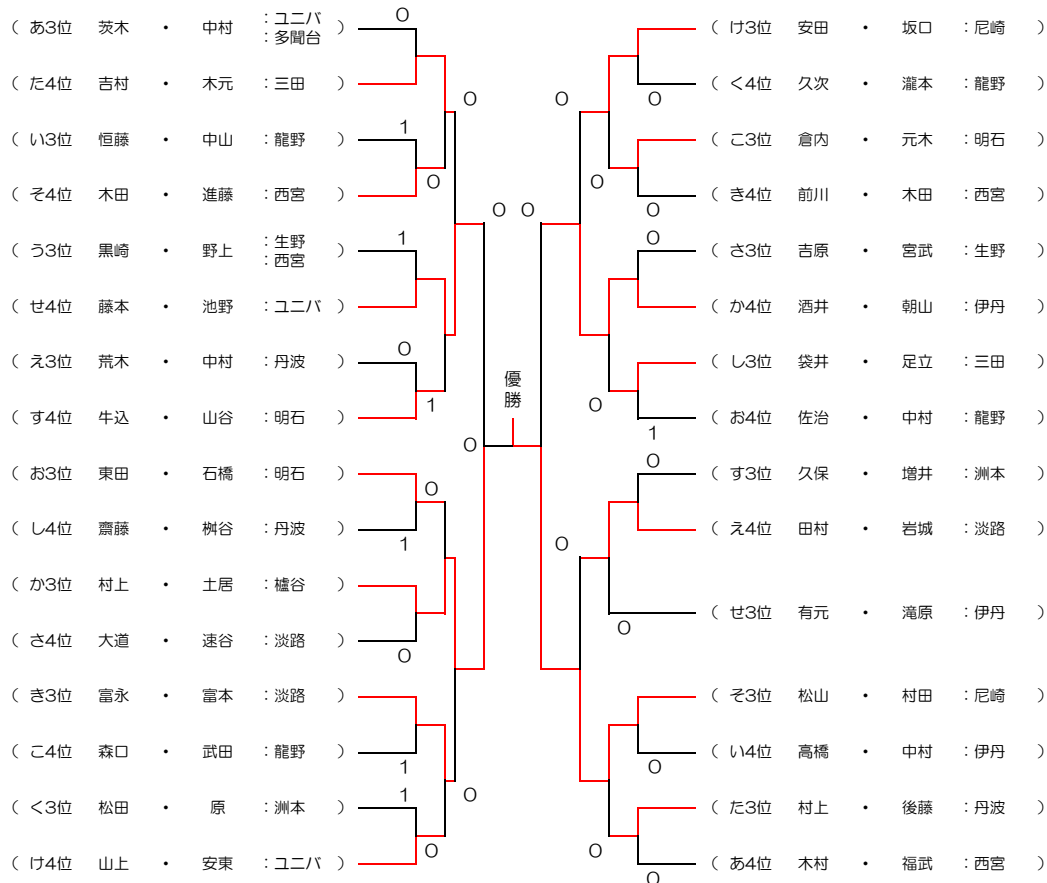 （ あ3位 茨木 ・ 中村 ：ユニバ ：多聞台 ） 0
（ た4位 吉村 ・ 木元 ：三田 ）
0
（ い3位 恒藤 ・ 中山 ：龍野 ） 1
0
（ そ4位 木田 ・ 進藤 ：西宮 ）
0
（ う3位 黒崎 ・ 野上 ：生野 ：西宮 ） 1
（ せ4位 藤本 ・ 池野 ：ユニバ ）
（ え3位 荒木 ・ 中村 ：丹波 ） 0
1
（ す4位 牛込 ・ 山谷 ：明石 ）
0
（ お3位 東田 ・ 石橋 ：明石 ）
0
（ し4位 齋藤 ・ 桝谷 ：丹波 ） 1
（ か3位 村上 ・ 土居 ：櫨谷 ）
（ さ4位 大道 ・ 速谷 ：淡路 ） 0
（ き3位 富永 ・ 富本 ：淡路 ）
（ こ4位 森口 ・ 武田 ：龍野 ） 1
0
（ く3位 松田 ・ 原 ：洲本 ） 1
0
（ け4位 山上 ・ 安東 ：ユニバ ）
優
勝
（ け3位 安田 ・ 坂口 ：尼崎 ）
0 （ く4位 久次 ・ 瀧本 ：龍野 ）
0
（ こ3位 倉内 ・ 元木 ：明石 ）
0
0 （ き4位 前川 ・ 木田 ：西宮 ）
0
0 （ さ3位 吉原 ・ 宮武 ：生野 ）
（ か4位 酒井 ・ 朝山 ：伊丹 ）
（ し3位 袋井 ・ 足立 ：三田 ）
0
1 （ お4位 佐治 ・ 中村 ：龍野 ）
0 （ す3位 久保 ・ 増井 ：洲本 ）
（ え4位 田村 ・ 岩城 ：淡路 ）
0
0 （ せ3位 有元 ・ 滝原 ：伊丹 ）
（ そ3位 松山 ・ 村田 ：尼崎 ）
0 （ い4位 高橋 ・ 中村 ：伊丹 ）
（ た3位 村上 ・ 後藤 ：丹波 ）
0
0 （ あ4位 木村 ・ 福武 ：西宮 ）